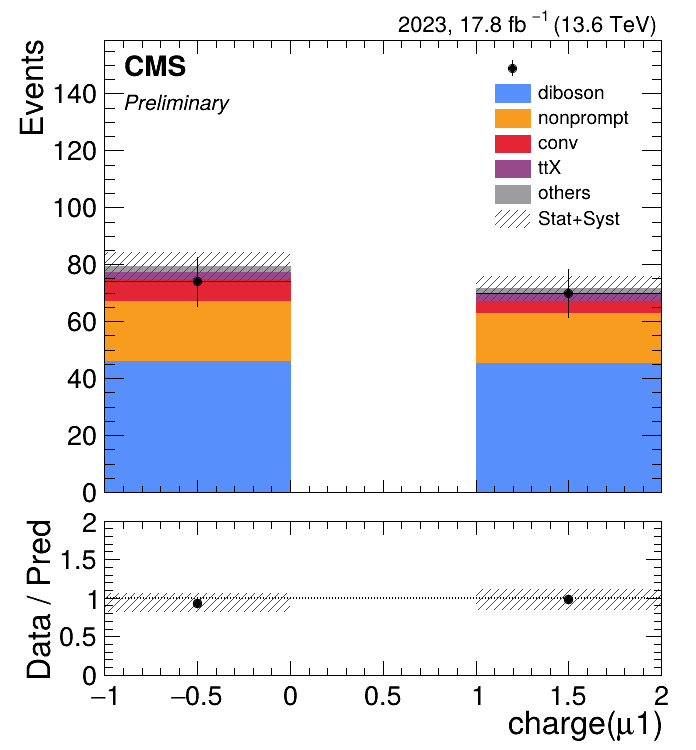 2023, 17.8 fb⁻¹ (13.6 TeV)
CMS
Preliminary
diboson
nonprompt
conv
ttX
others
Stat+Syst
Events
140
120
100
80
60
40
20
0
Data / Pred
2
1.5
1
0.5
0
−1
−0.5
0
0.5
1
1.5
2
charge(μ1)